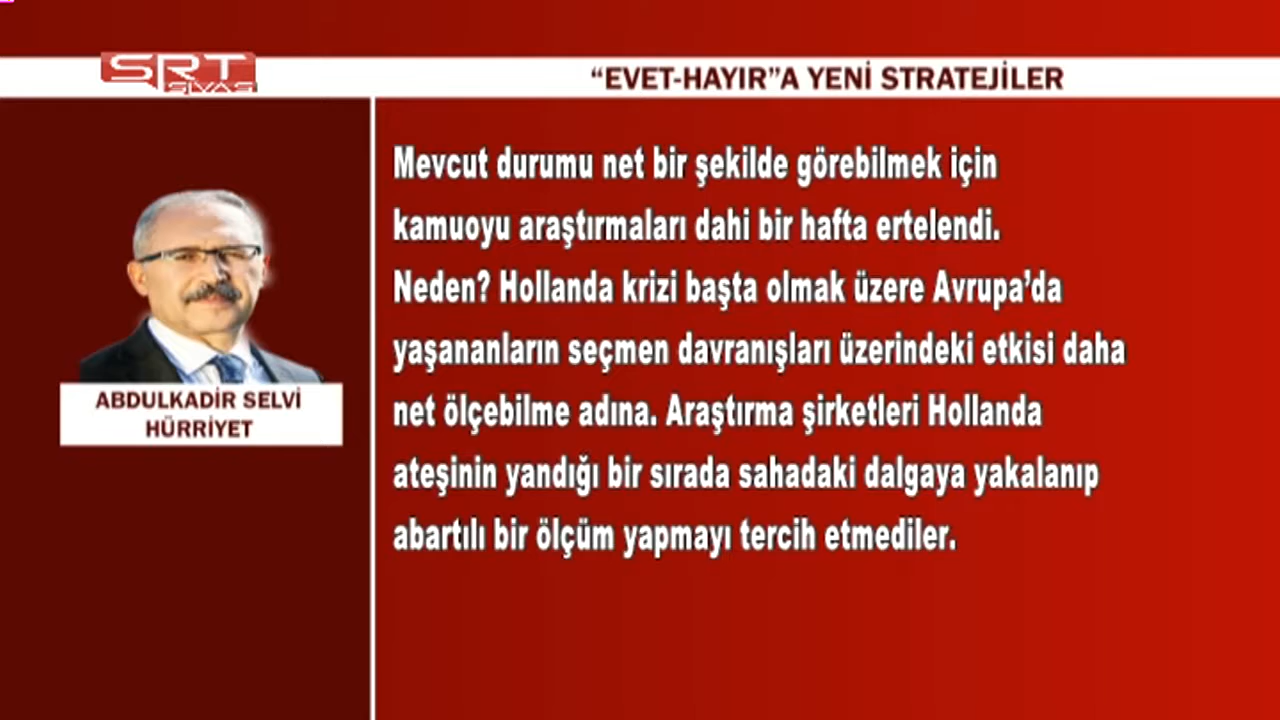 SRT
SİVAS
“EVET-HAYIR”A YENİ STRATEJİLER
Mevcut durumu net bir şekilde görebilmek için
kamuoyu araştırmaları dahi bir hafta ertelendi.
Neden? Hollanda krizi başta olmak üzere Avrupa’da
yaşananların seçmen davranışları üzerindeki etkisi daha
net ölçebilme adına. Araştırma şirketleri Hollanda
ateşinin yandığı bir sırada sahadaki dalgaya yakalanıp
abartılı bir ölçüm yapmayı tercih etmediler.
ABDULKADİR SELVİ
HÜRRİYET